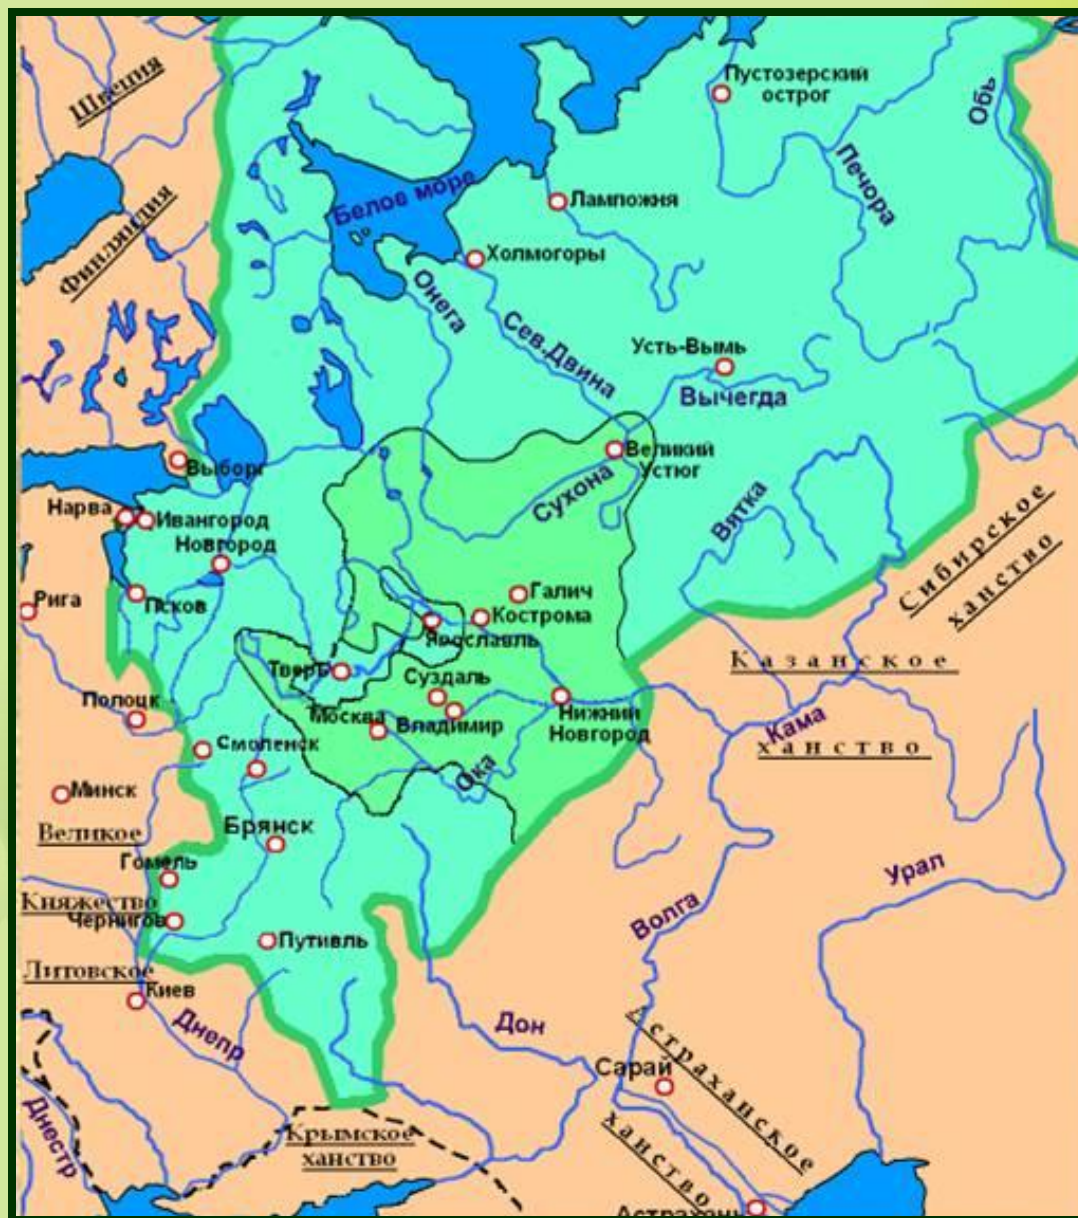 Швеция
Финляндия
Белое море
Пустозерский
острог
Обь
Печора
Лампожня
Холмогоры
Онега
Сев.Двина
Усть-Вымь
Вычегда
Великий
Устюг
Сухона
Вятка
Выборг
Нарва
Ивангород
Новгород
Псков
Рига
Галич
Кострома
Ярославль
Тверь
Суздаль
Москва
Владимир
Нижний
Новгород
Ока
Полоцк
Смоленск
Минск
Брянск
Гомель
Чернигов
Путивль
Киев
Великое
Княжество
Литовское
Сибирское
ханство
Казанское
ханство
Кама
Урал
Волга
Дон
Днепр
Днестр
Сарай
Астраханское
ханство
Крымское
ханство
Астрахань